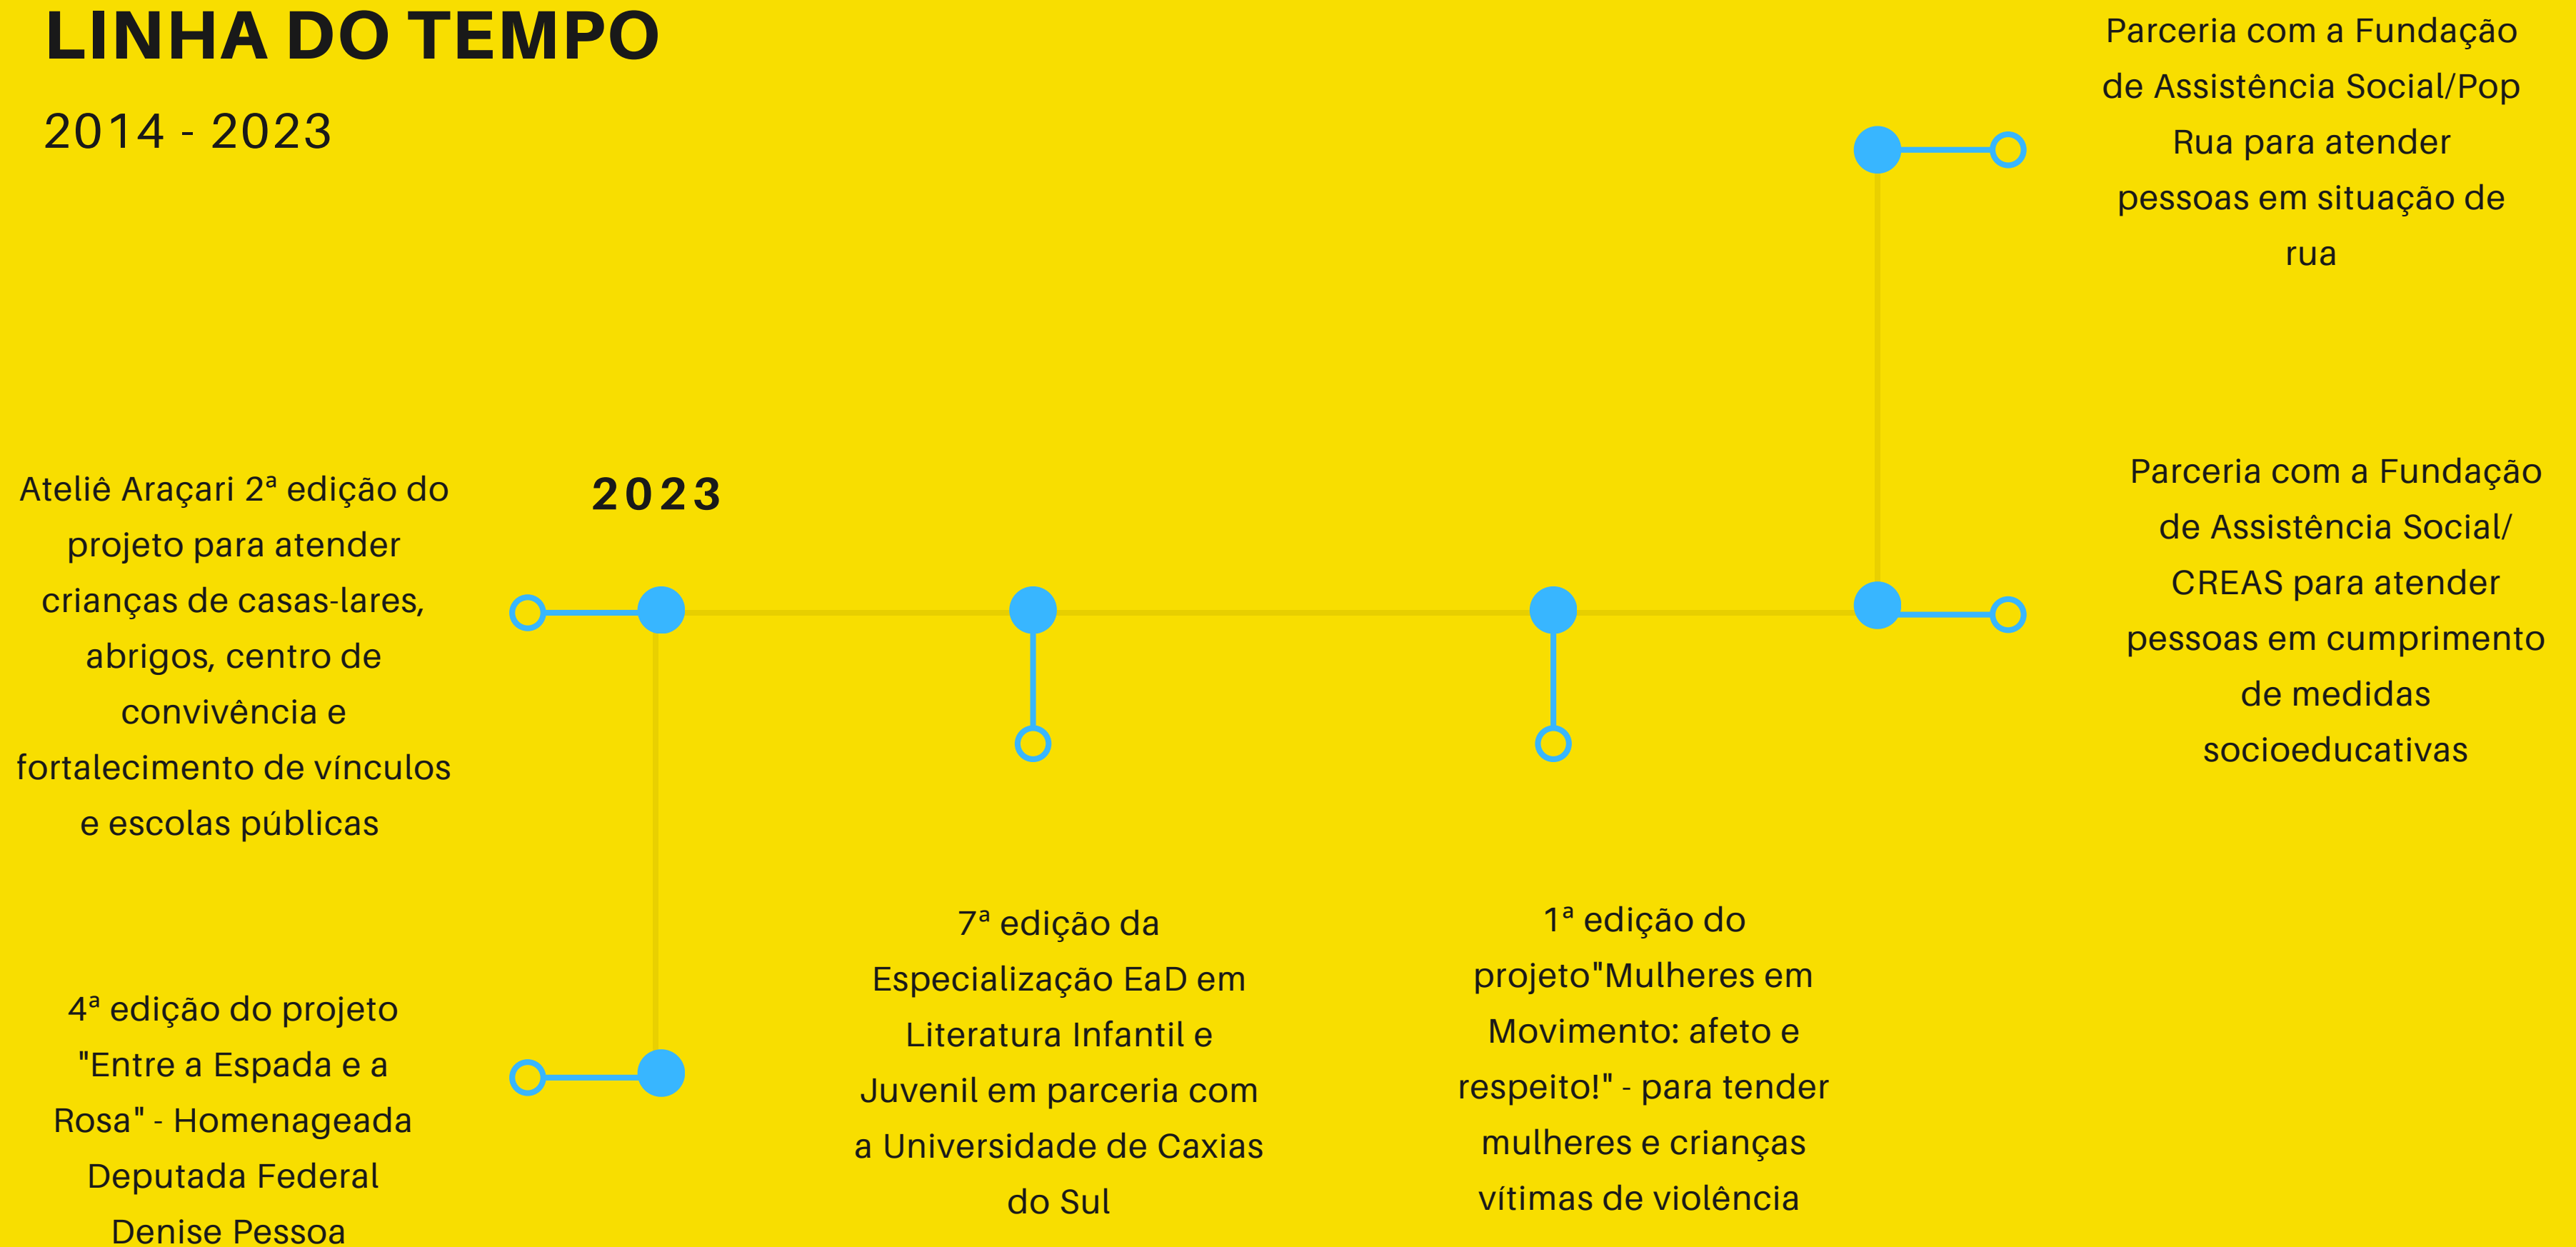 LINHA DO TEMPO
2014 - 2023
Parceria com a Fundação
de Assistência Social/Pop
Rua para atender
pessoas em situação de
rua
Ateliê Araçari 2ª edição do
projeto para atender
crianças de casas-lares,
abrigos, centro de
convivência e
fortalecimento de vínculos
e escolas públicas
2023
Parceria com a Fundação
de Assistência Social/
CREAS para atender
pessoas em cumprimento
de medidas
socioeducativas
4ª edição do projeto
"Entre a Espada e a
Rosa" - Homenageada
Deputada Federal
Denise Pessoa
7ª edição da
Especialização EaD em
Literatura Infantil e
Juvenil em parceria com
a Universidade de Caxias
do Sul
1ª edição do
projeto"Mulheres em
Movimento: afeto e
respeito!" - para tender
mulheres e crianças
vítimas de violência